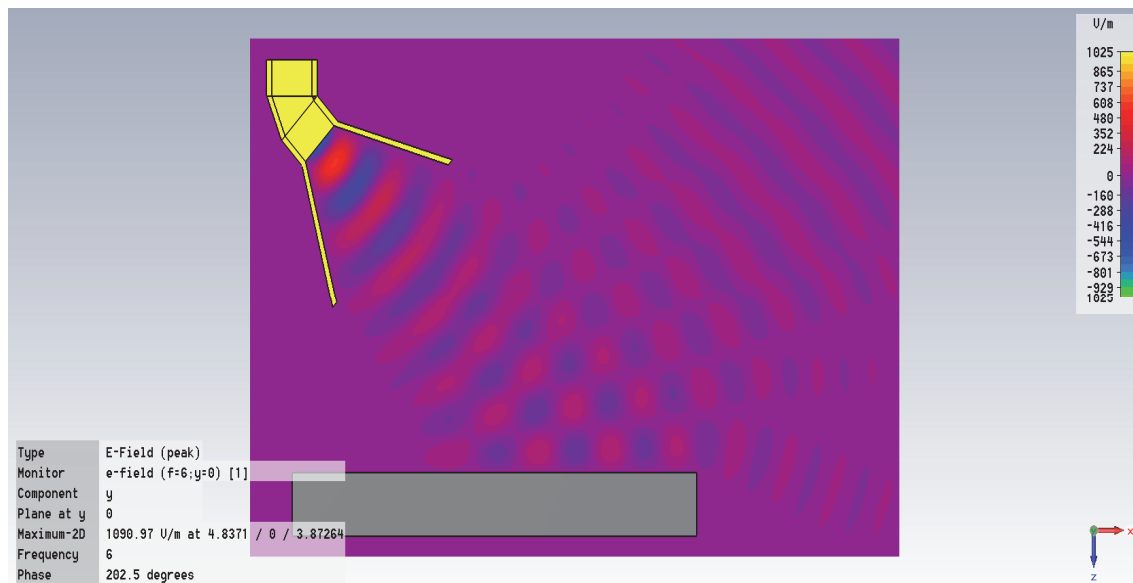 V/m
1025
865
737
608
480
352
224
0
-160
-288
-416
-544
-673
-801
-929
1025
Type E-Field (peak)
Monitor e-field (f=6;y=0) [1]
Component y
Plane at y 0
Maximum-2D 1090.97 V/m at 4.8371 / 0 / 3.87264
Frequency 6
Phase 202.5 degrees
x
z